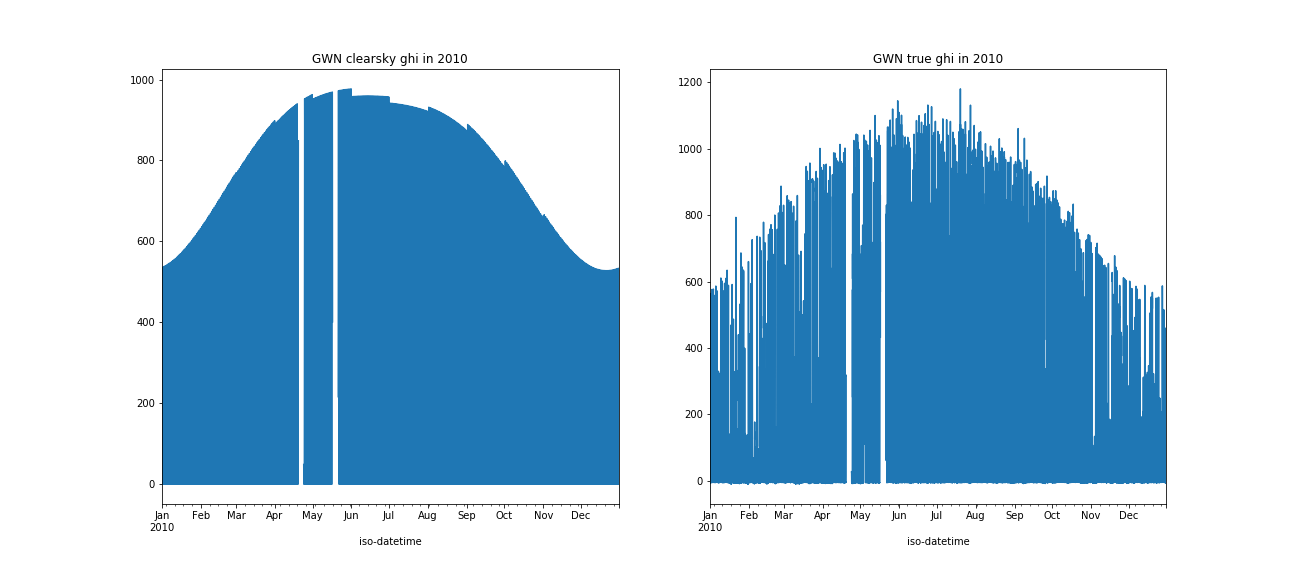 GWN clearsky ghi in 2010
1000
800
600
400
200
0
Jan Feb Mar Apr May Jun Jul Aug Sep Oct Nov Dec
2010
iso-datetime
GWN true ghi in 2010
1200
1000
800
600
400
200
0
Jan Feb Mar Apr May Jun Jul Aug Sep Oct Nov Dec
2010
iso-datetime